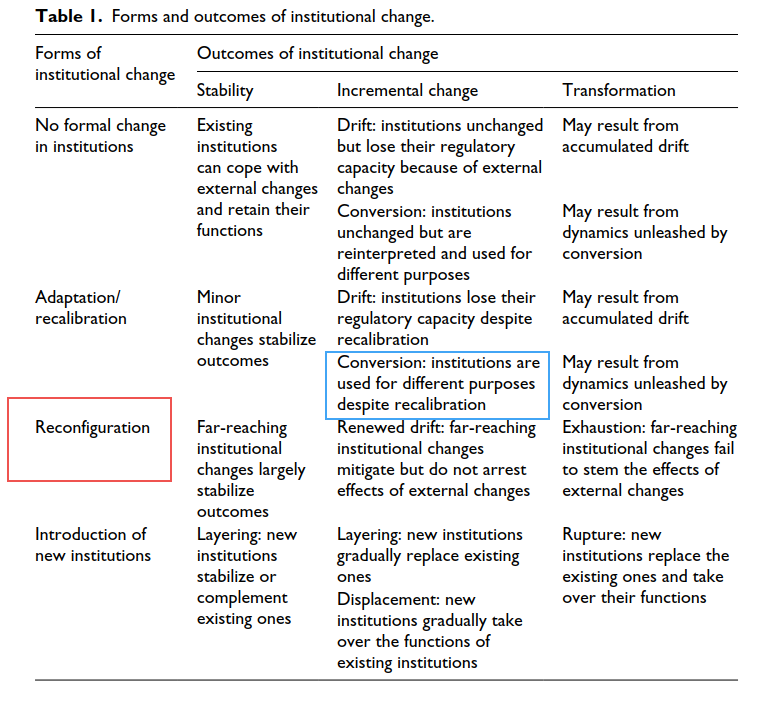 Table 1. Forms and outcomes of institutional change.
Forms of
institutional change
Outcomes of institutional change
Stability
Incremental change
Transformation
No formal change
in institutions
Existing
institutions
can cope with
external changes
and retain their
functions
Drift: institutions unchanged
but lose their regulatory
capacity because of external
changes
May result from
accumulated drift
Conversion: institutions
unchanged but are
reinterpreted and used for
different purposes
May result from
dynamics unleashed by
conversion
Adaptation/
recalibration
Minor
institutional
changes stabilize
outcomes
Drift: institutions lose their
regulatory capacity despite
recalibration
May result from
accumulated drift
Conversion: institutions are
used for different purposes
despite recalibration
May result from
dynamics unleashed by
conversion
Reconfiguration
Far-reaching
institutional
changes largely
stabilize
outcomes
Renewed drift: far-reaching
institutional changes
mitigate but do not arrest
effects of external changes
Exhaustion: far-reaching
institutional changes fail
to stem the effects of
external changes
Introduction of
new institutions
Layering: new
institutions
stabilize or
complement
existing ones
Layering: new institutions
gradually replace existing
ones
Rupture: new
institutions replace the
existing ones and take
over their functions
Displacement: new
institutions gradually take
over the functions of
existing institutions